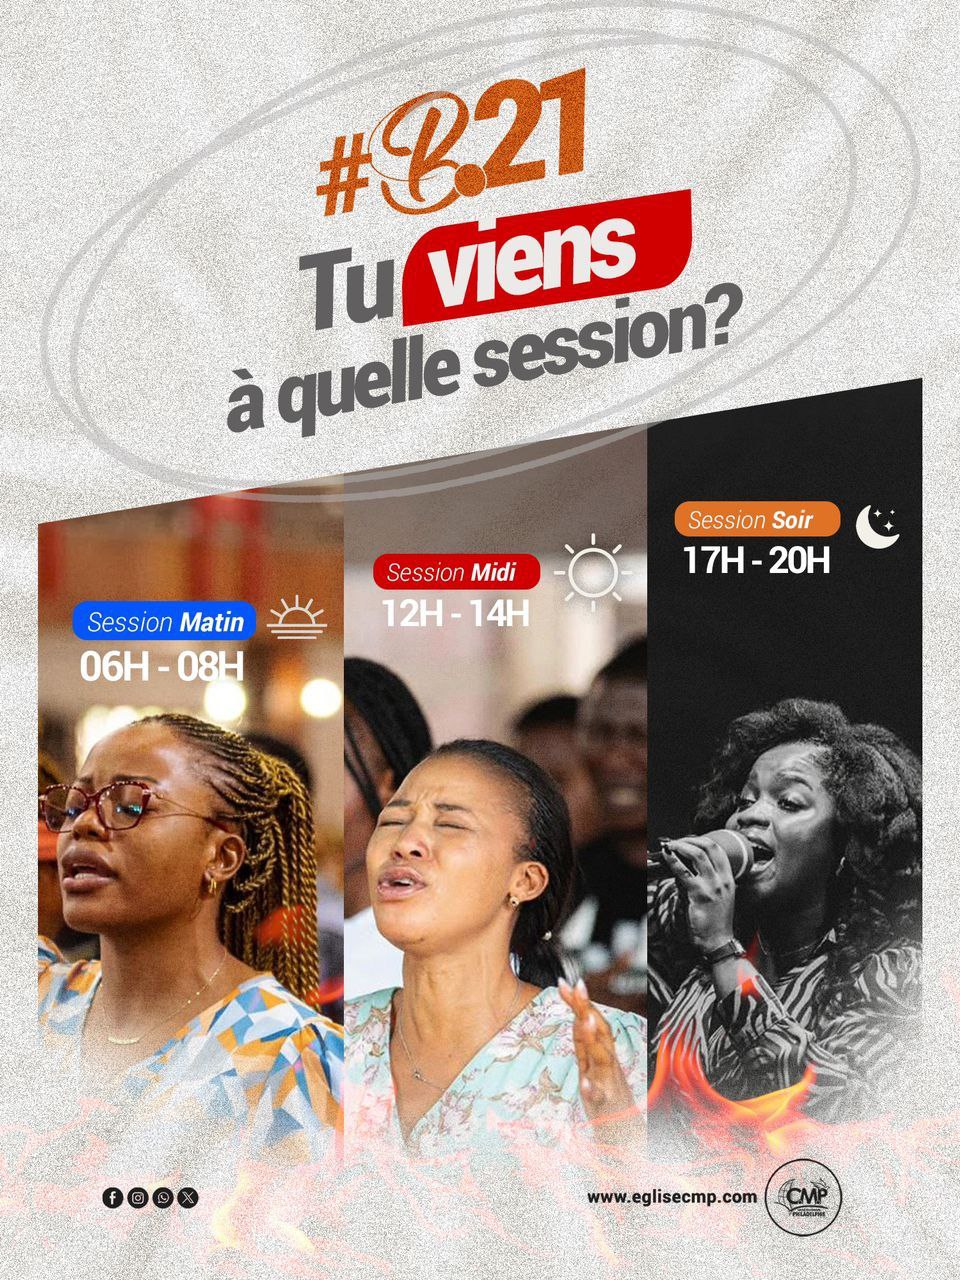 #B.21
Tu viens
à quelle session?
Session Matin
06H - 08H
Session Midi
12H - 14H
Session Soir
17H - 20H
www.eglisecmp.com
CMP
PHILADELPHIE